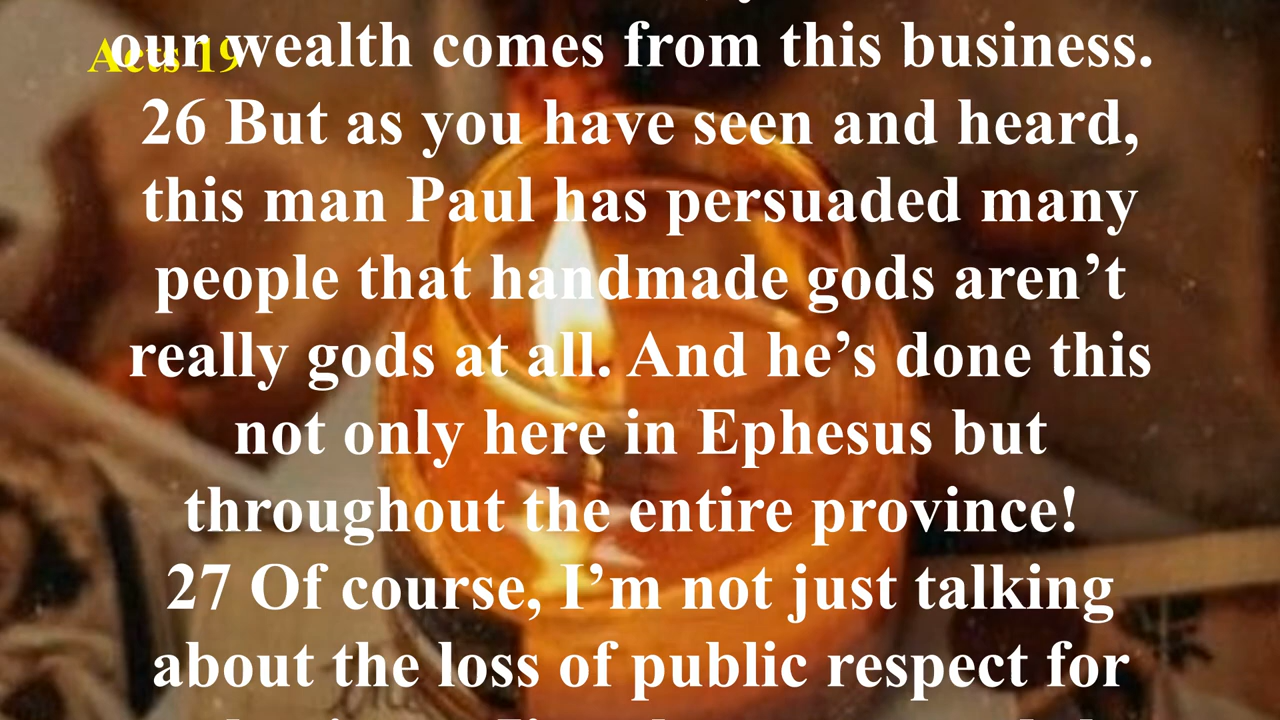 Acts 19
our wealth comes from this business.
26 But as you have seen and heard,
this man Paul has persuaded many
people that handmade gods aren’t
really gods at all. And he’s done this
not only here in Ephesus but
throughout the entire province!
27 Of course, I’m not just talking
about the loss of public respect for